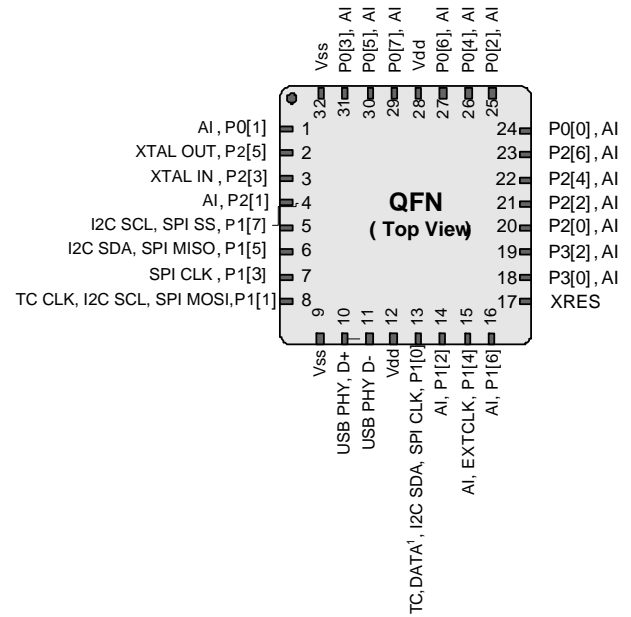 Vss
P0[3], AI
P0[5], AI
P0[7], AI
Vdd
P0[6], AI
P0[4], AI
P0[2], AI
32
31
30
29
28
27
26
25
AI , P0[1]
1
XTAL OUT, P2[5]
2
XTAL IN , P2[3]
3
AI, P2[1]
4
I2C SCL, SPI SS, P1[7]
5
I2C SDA, SPI MISO, P1[5]
6
SPI CLK , P1[3]
7
TC CLK, I2C SCL, SPI MOSI,P1[1]
8
QFN
( Top View)
24
P0[0] , AI
23
P2[6] , AI
22
P2[4] , AI
21
P2[2] , AI
20
P2[0] , AI
19
P3[2] , AI
18
P3[0] , AI
17
XRES
9
10
11
12
13
14
15
16
Vss
USB PHY, D+
USB PHY D-
Vdd
TC,DATA¹, I2C SDA, SPI CLK, P1[0]
AI, P1[2]
AI, EXTCLK, P1[4]
AI, P1[6]